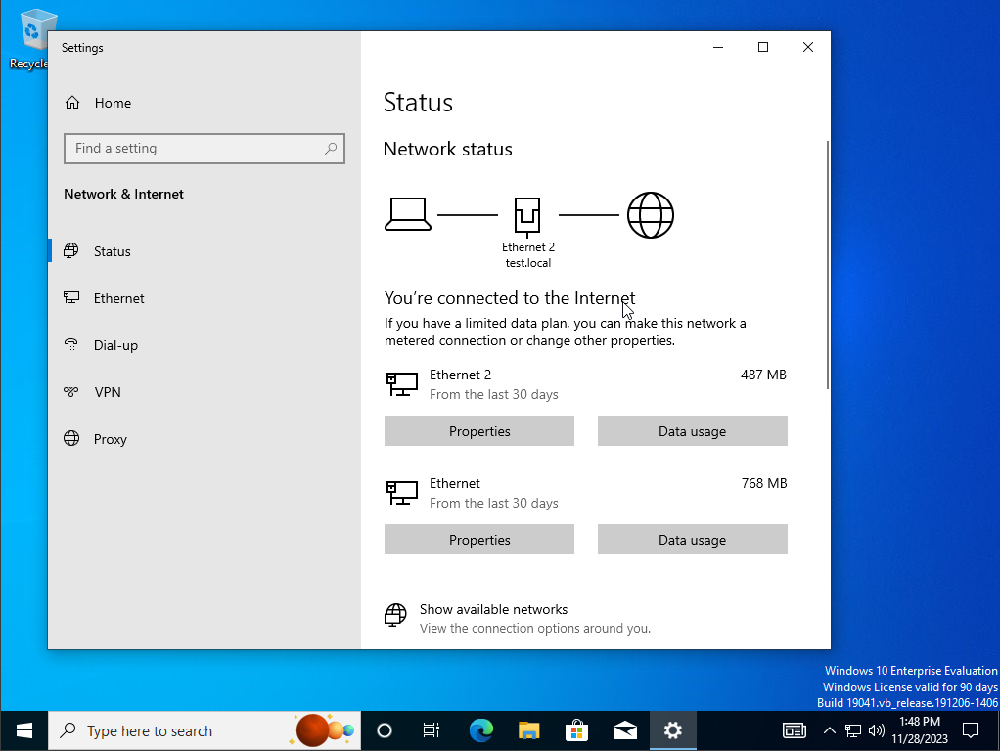 Recycle
Settings
Home
Find a setting
Network & Internet
Status
Ethernet
Dial-up
VPN
Proxy
Status
Network status
Ethernet 2
test.local
You're connected to the Internet
If you have a limited data plan, you can make this network a
metered connection or change other properties.
Ethernet 2 487 MB
From the last 30 days
Properties Data usage
Ethernet 768 MB
From the last 30 days
Properties Data usage
Show available networks
View the connection options around you.
Windows 10 Enterprise Evaluation
Windows License valid for 90 days
Build 19041.vb_release.191206-1406
Type here to search
1:48 PM
11/28/2023